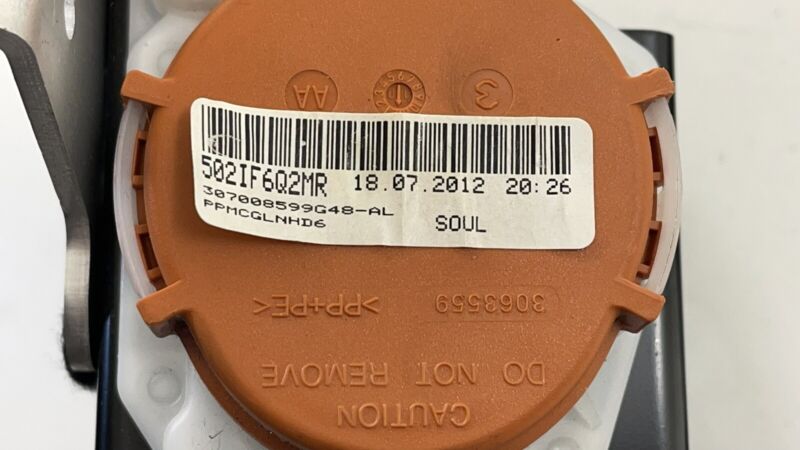 AA
3
502IF6Q2MR 18.07.2012 20:26
307008599G48-AL
PPMCGLNHD6 SOUL
>PP+PE<
3063559
DO NOT REMOVE
CAUTION